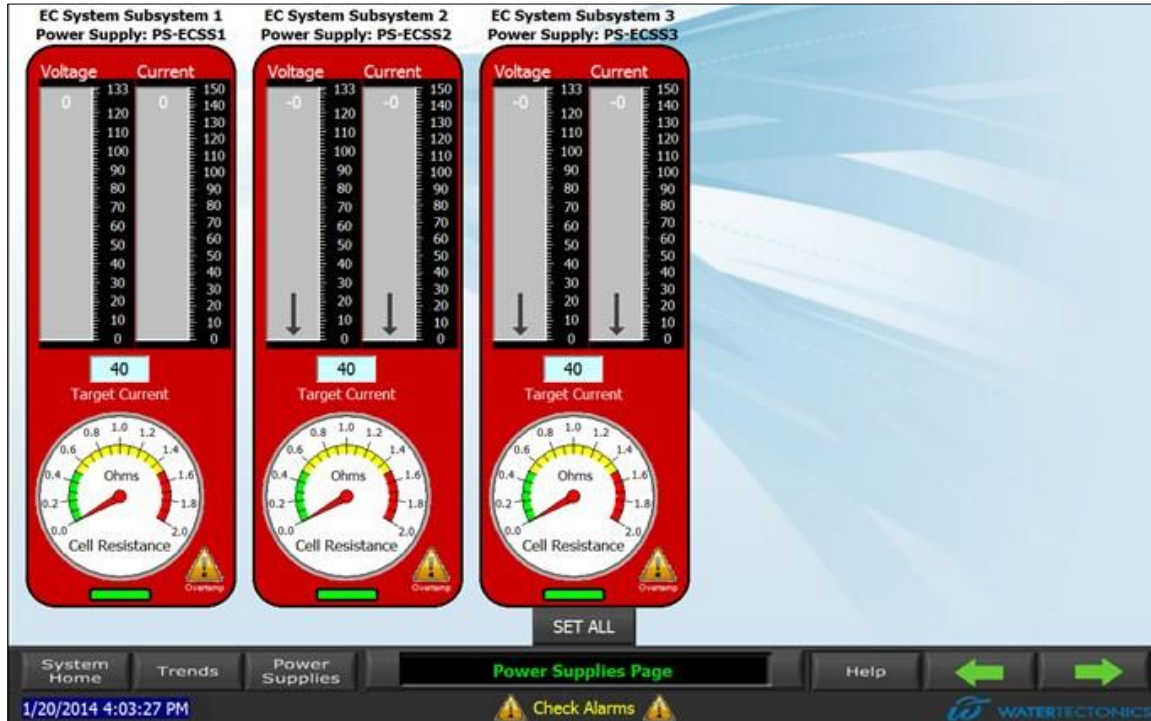 EC System Subsystem 1
Power Supply: PS-ECSS1
Voltage Current
0 0
133
120
110
100
90
80
70
60
50
40
30
20
10
0
150
140
130
120
110
100
90
80
70
60
50
40
30
20
10
0
40
Target Current
0.0 0.2 0.4 0.6 0.8 1.0 1.2 1.4 1.6 1.8 2.0
Ohms
Cell Resistance
Overtemp
EC System Subsystem 2
Power Supply: PS-ECSS2
Voltage Current
-0 -0
133
120
110
100
90
80
70
60
50
40
30
20
10
0
150
140
130
120
110
100
90
80
70
60
50
40
30
20
10
0
40
Target Current
0.0 0.2 0.4 0.6 0.8 1.0 1.2 1.4 1.6 1.8 2.0
Ohms
Cell Resistance
Overtemp
EC System Subsystem 3
Power Supply: PS-ECSS3
Voltage Current
-0 -0
133
120
110
100
90
80
70
60
50
40
30
20
10
0
150
140
130
120
110
100
90
80
70
60
50
40
30
20
10
0
40
Target Current
0.0 0.2 0.4 0.6 0.8 1.0 1.2 1.4 1.6 1.8 2.0
Ohms
Cell Resistance
Overtemp
SET ALL
System
Home
Trends
Power
Supplies
Power Supplies Page
Help
1/20/2014 4:03:27 PM
Check Alarms
WATERTECTONICS